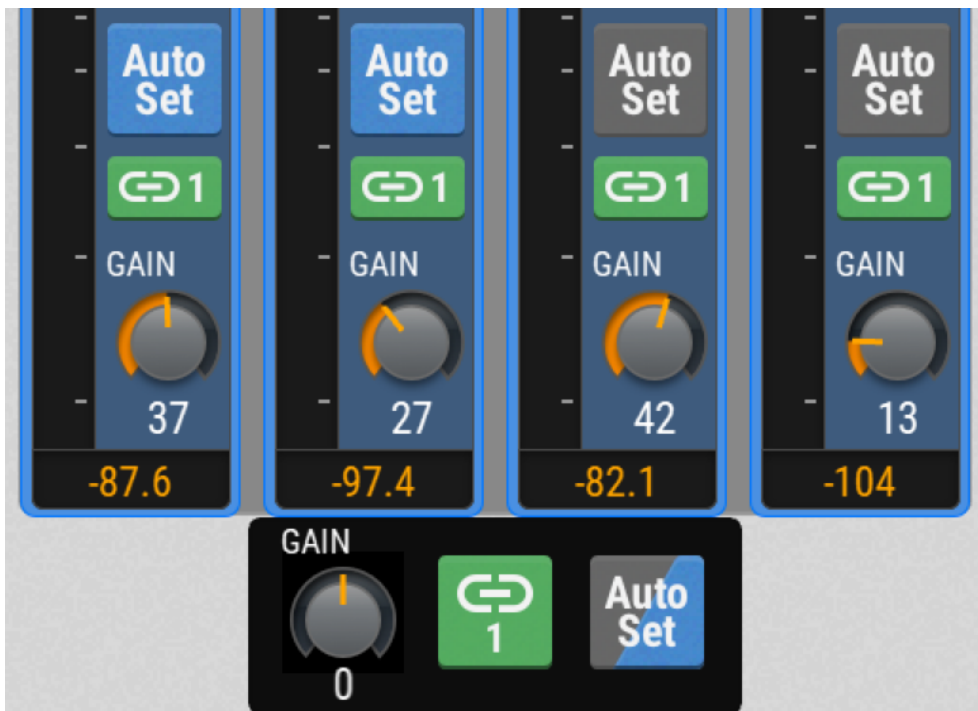 Auto Set Auto Set Auto Set Auto Set
1 1 1 1
GAIN GAIN GAIN GAIN
37 27 42 13
-87.6 -97.4 -82.1 -104
GAIN
1
Auto Set
0